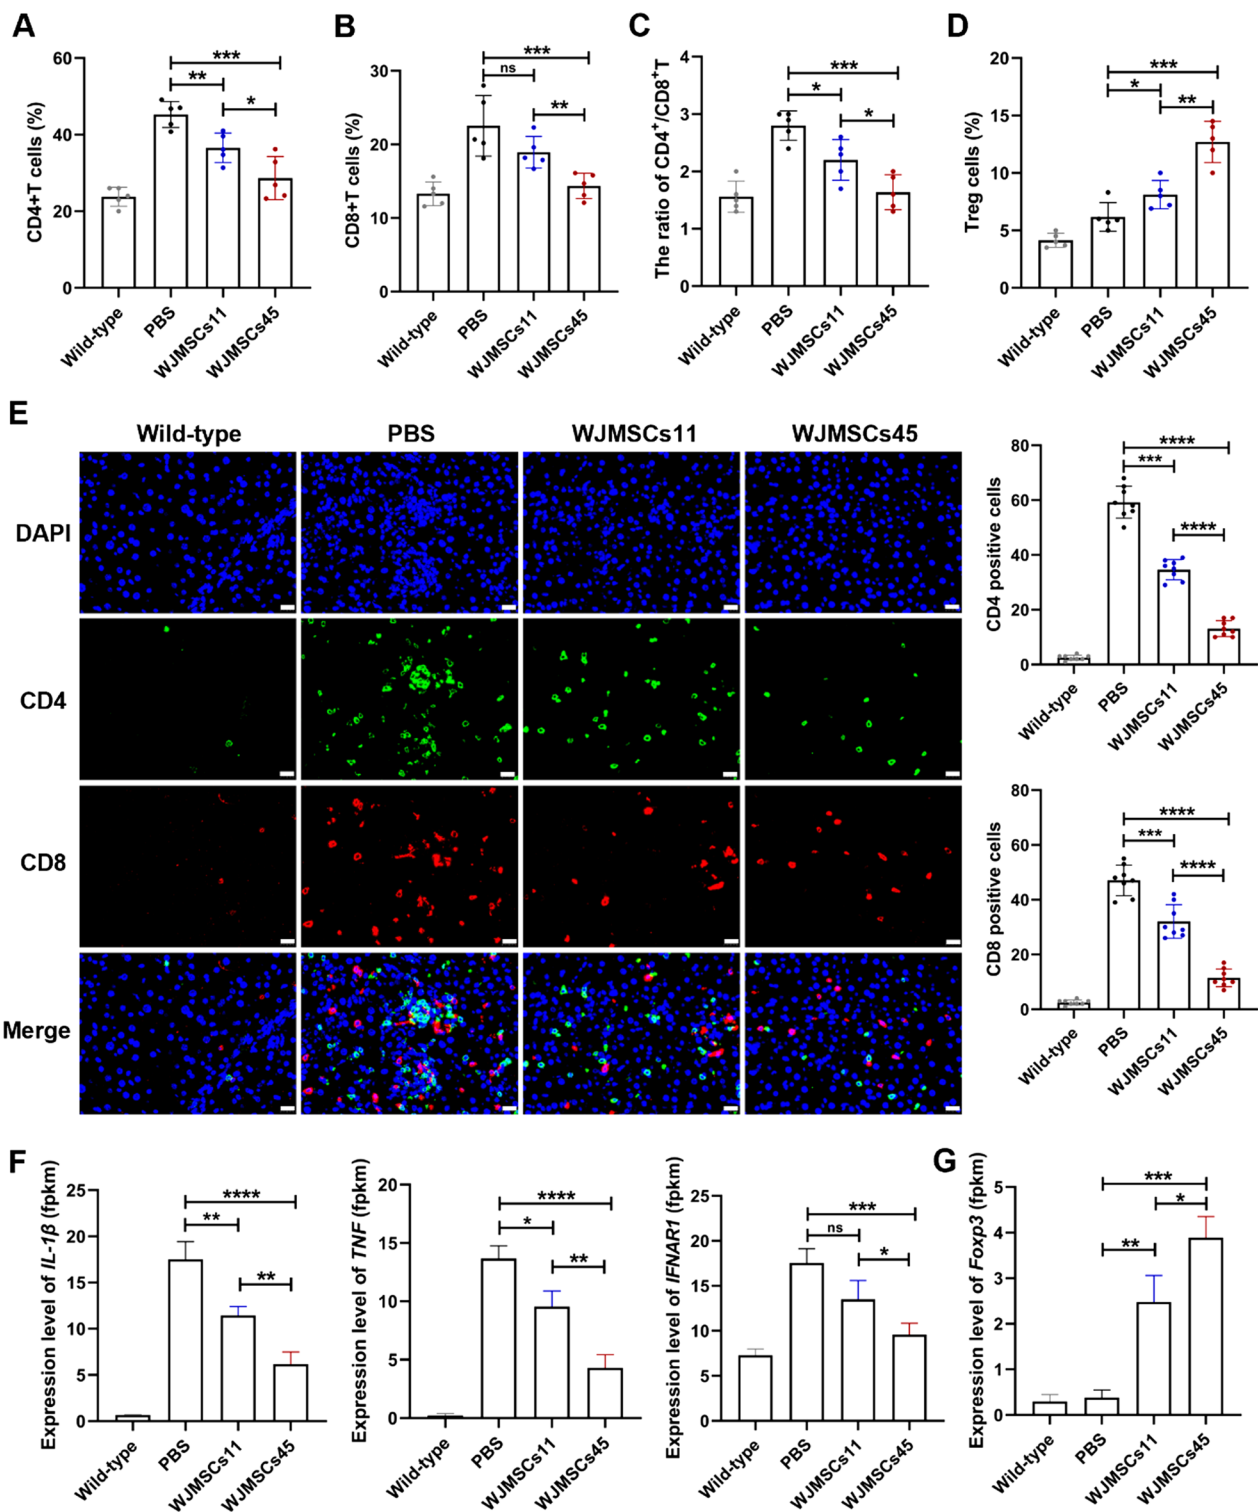 A
CD4+T cells (%)
60
40
20
0
***
**
*
Wild-type
PBS
WJMSCs11
WJMSCs45
B
CD8+T cells (%)
30
20
10
0
***
ns
**
Wild-type
PBS
WJMSCs11
WJMSCs45
C
The ratio of CD4⁺/CD8⁺T
4
3
2
1
0
***
*
*
Wild-type
PBS
WJMSCs11
WJMSCs45
D
Treg cells (%)
20
15
10
5
0
***
*
**
Wild-type
PBS
WJMSCs11
WJMSCs45
E
Wild-type PBS WJMSCs11 WJMSCs45
DAPI
CD4
CD8
Merge
CD4 positive cells
80
60
40
20
0
****
***
****
Wild-type
PBS
WJMSCs11
WJMSCs45
CD8 positive cells
80
60
40
20
0
****
***
****
Wild-type
PBS
WJMSCs11
WJMSCs45
F
Expression level of IL-1β (fpkm)
25
20
15
10
5
0
****
**
**
Wild-type
PBS
WJMSCs11
WJMSCs45
Expression level of TNF (fpkm)
20
15
10
5
0
****
*
**
Wild-type
PBS
WJMSCs11
WJMSCs45
Expression level of IFNAR1 (fpkm)
25
20
15
10
5
0
***
ns
*
Wild-type
PBS
WJMSCs11
WJMSCs45
G
Expression level of Foxp3 (fpkm)
5
4
3
2
1
0
***
*
**
Wild-type
PBS
WJMSCs11
WJMSCs45